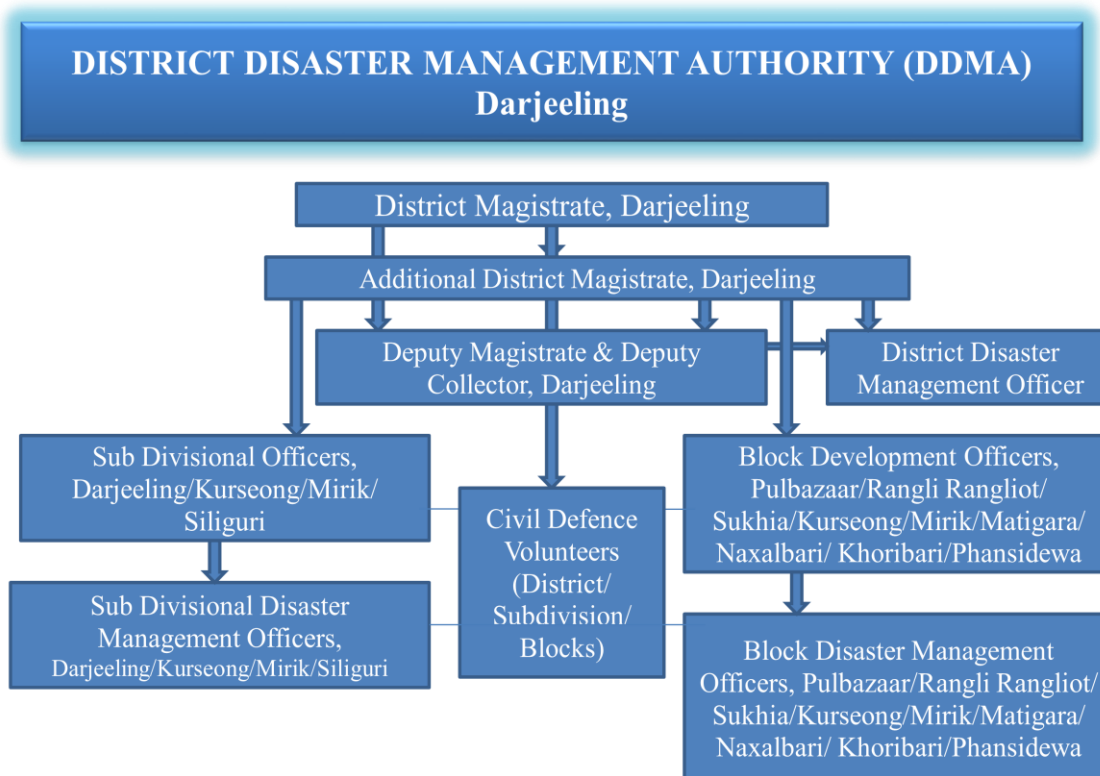 DISTRICT DISASTER MANAGEMENT AUTHORITY (DDMA)
Darjeeling
District Magistrate, Darjeeling
Additional District Magistrate, Darjeeling
Deputy Magistrate & Deputy
Collector, Darjeeling
District Disaster
Management Officer
Sub Divisional Officers,
Darjeeling/Kurseong/Mirik/
Siliguri
Civil Defence
Volunteers
(District/
Subdivision/
Blocks)
Block Development Officers,
Pulbazaar/Rangli Rangliot/
Sukhia/Kurseong/Mirik/Matigara/
Naxalbari/ Khoribari/Phansidewa
Sub Divisional Disaster
Management Officers,
Darjeeling/Kurseong/Mirik/Siliguri
Block Disaster Management
Officers, Pulbazaar/Rangli Rangliot/
Sukhia/Kurseong/Mirik/Matigara/
Naxalbari/ Khoribari/Phansidewa